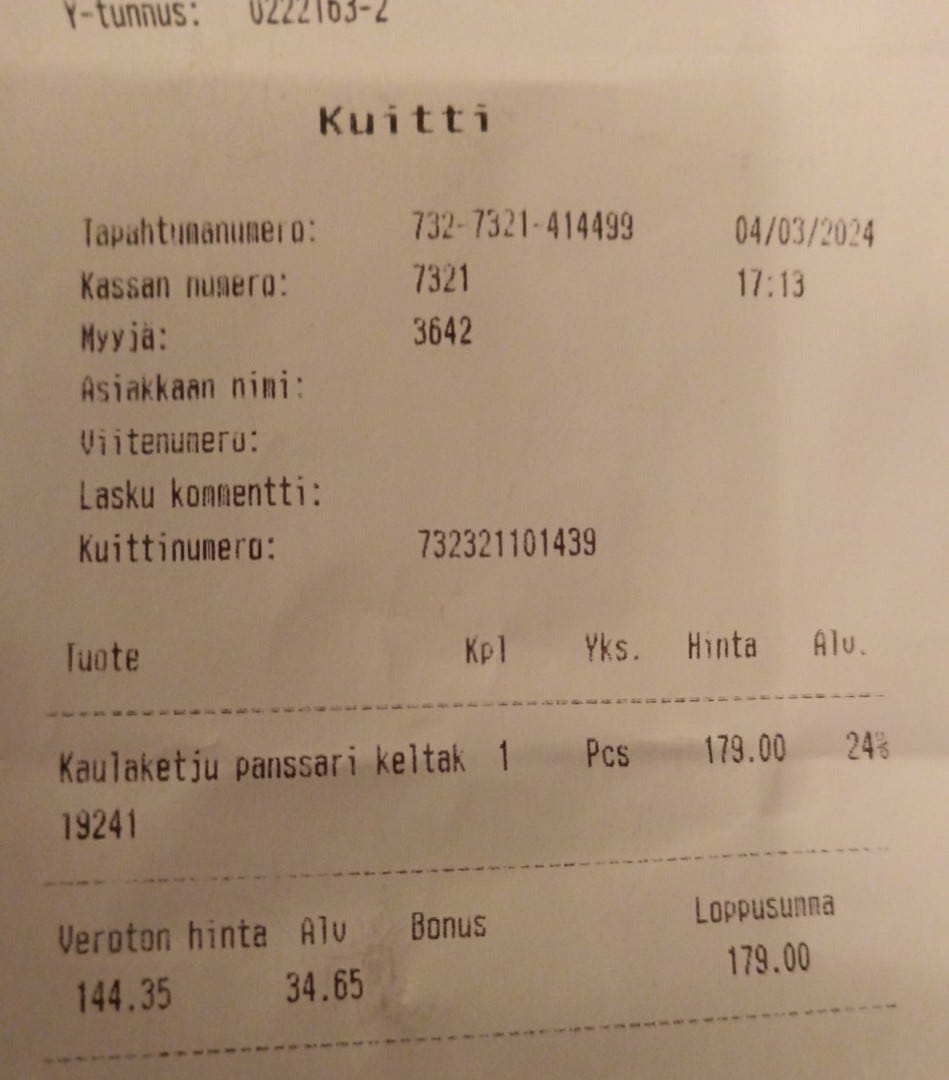 Y-tunnus: 0222163-2
Kuitti
Tapahtumanumero: 732-7321-414499 04/03/2024
Kassan numero: 7321 17:13
Myyjä: 3642
Asiakkaan nimi:
Viitenumero:
Lasku kommentti:
Kuittinumero: 732321101439
Tuote Kpl Yks. Hinta Alv.
Kaulaketju panssari keltak 1 Pcs 179.00 24%
19241
Veroton hinta Alv Bonus Loppusumma
144.35 34.65 179.00